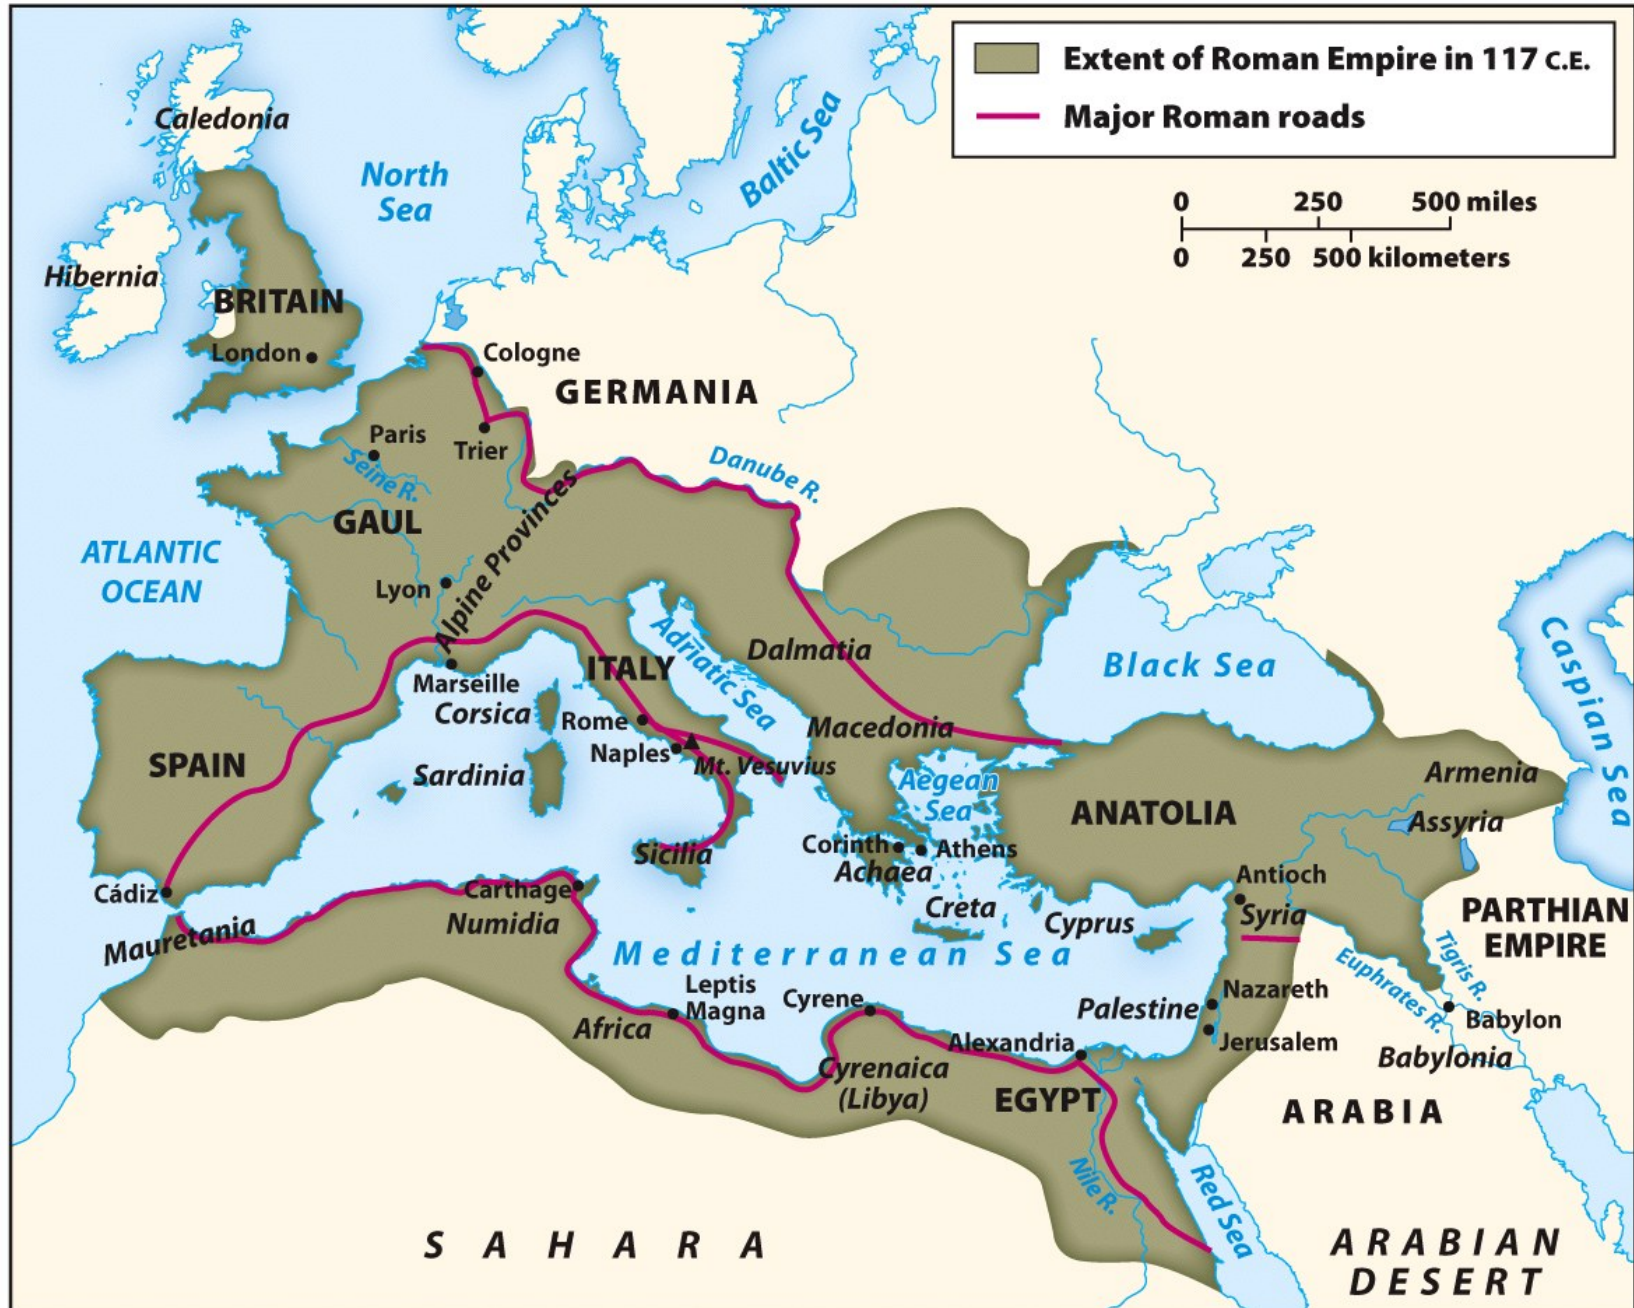 Extent of Roman Empire in 117 C.E.
Major Roman roads
0 250 500 miles
0 250 500 kilometers
Caledonia
North
Sea
Baltic Sea
Hibernia
BRITAIN
London
Cologne
GERMANIA
Trier
Paris
Seine R.
Danube R.
GAUL
ATLANTIC
OCEAN
Lyon
Alpine Provinces
Adriatic Sea
Dalmatia
Black Sea
Caspian Sea
ITALY
Marseille
Corsica
Rome
Naples
Mt. Vesuvius
Macedonia
SPAIN
Sardinia
Aegean
Sea
ANATOLIA
Armenia
Assyria
Sicilia
Corinth
Athens
Achaea
Antioch
Cádiz
Carthage
Numidia
Mauretania
Creta
Cyprus
Syria
PARTHIAN
EMPIRE
Mediterranean Sea
Tigris R.
Euphrates R.
Leptis
Magna
Cyrene
Palestine
Nazareth
Babylon
Africa
Alexandria
Jerusalem
Babylonia
Cyrenaica
(Libya)
EGYPT
ARABIA
Nile R.
Red Sea
SAHARA
ARABIAN
DESERT